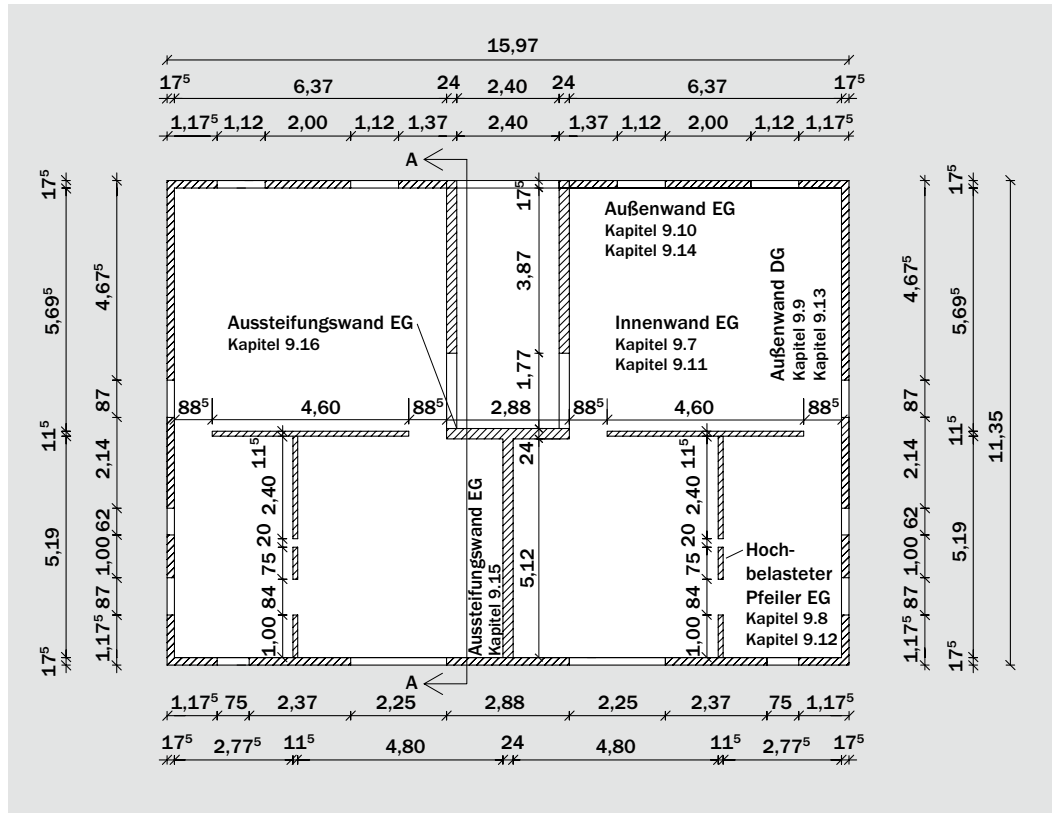 15,97
17⁵ 6,37 24 2,40 24 6,37 17⁵
1,17⁵ 1,12 2,00 1,12 1,37 2,40 1,37 1,12 2,00 1,12 1,17⁵
A
17⁵
5,69⁵
11⁵
5,19
17⁵
4,67⁵
87
2,14
62
1,00
87
1,17⁵
17⁵
3,87
1,77
24
5,12
Außenwand EG
Kapitel 9.10
Kapitel 9.14
Außenwand DG
Kapitel 9.9
Kapitel 9.13
Aussteifungswand EG
Kapitel 9.16
Innenwand EG
Kapitel 9.7
Kapitel 9.11
88⁵ 4,60 88⁵ 2,88 88⁵ 4,60 88⁵
11⁵
2,40
20
75
84
1,00
Aussteifungswand EG
Kapitel 9.15
11⁵
2,40
20
75
84
1,00
Hoch-
belasteter
Pfeiler EG
Kapitel 9.8
Kapitel 9.12
4,67⁵
87
2,14
62
1,00
87
1,17⁵
17⁵
5,69⁵
11⁵
5,19
17⁵
11,35
A
1,17⁵ 75 2,37 2,25 2,88 2,25 2,37 75 1,17⁵
17⁵ 2,77⁵ 11⁵ 4,80 24 4,80 11⁵ 2,77⁵ 17⁵